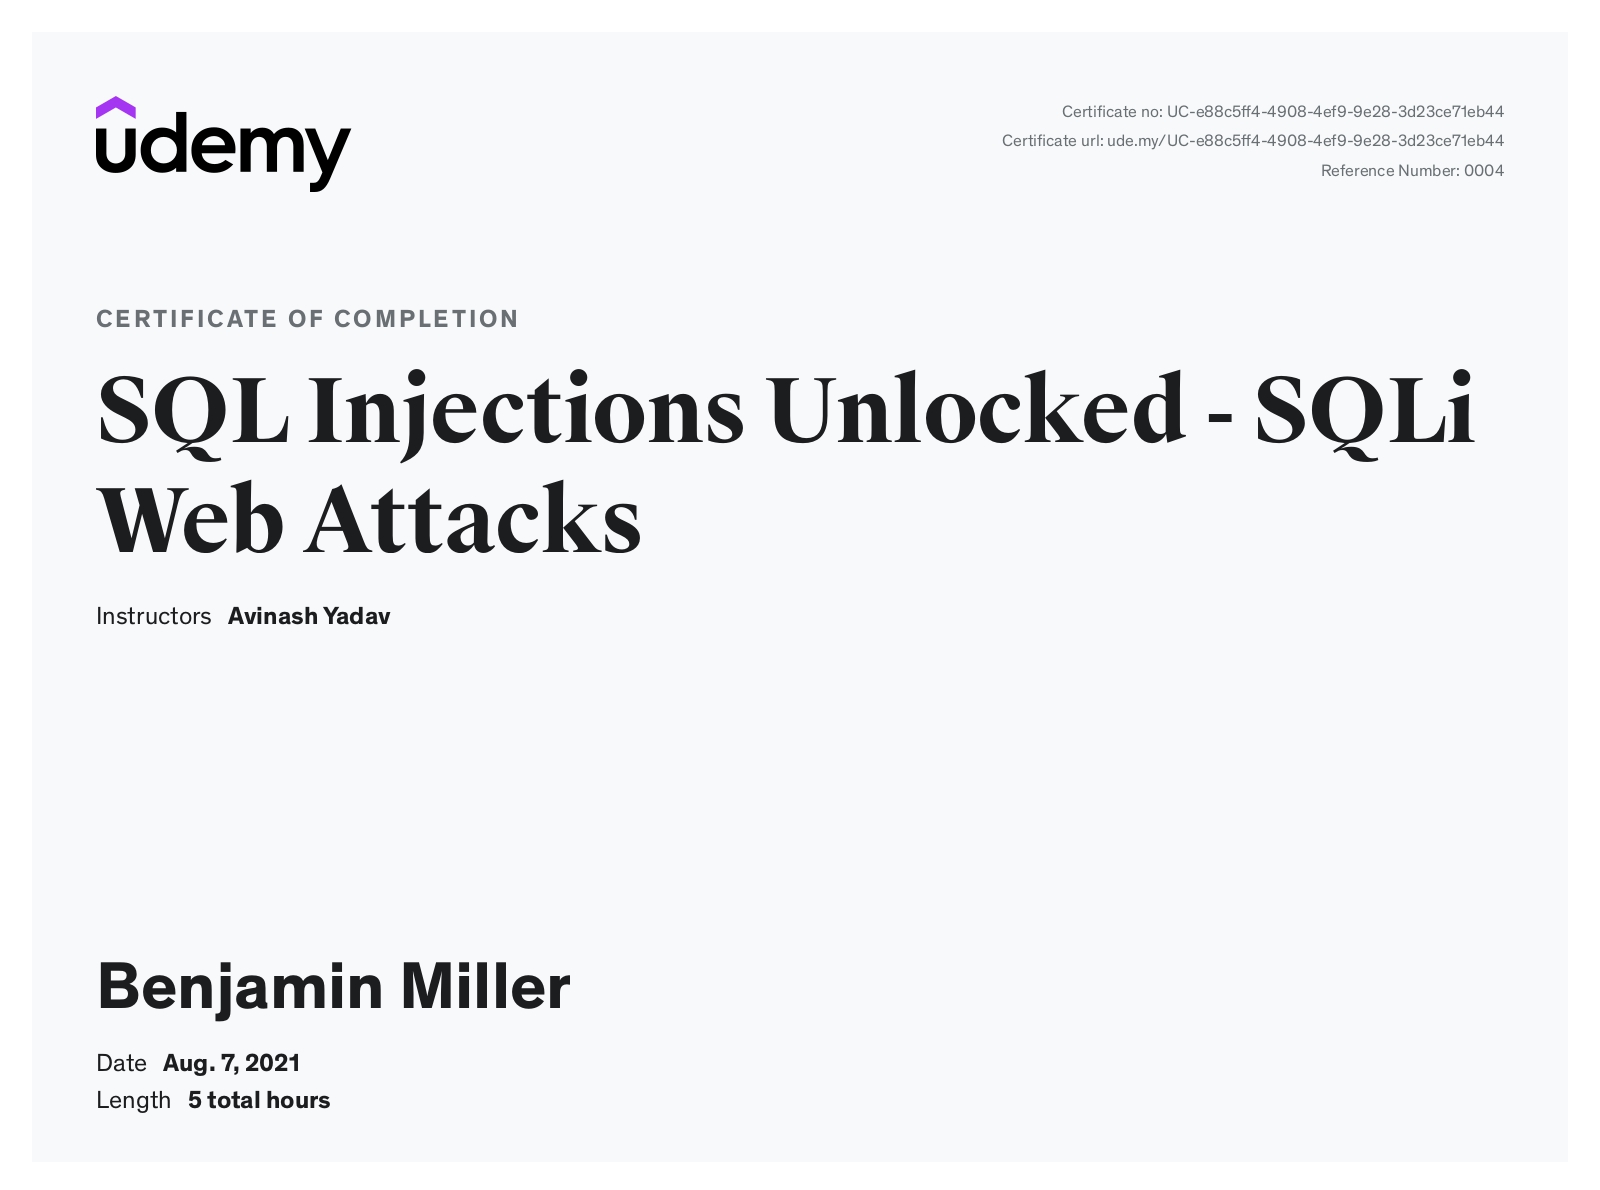 udemy
Certificate no: UC-e88c5ff4-4908-4ef9-9e28-3d23ce71eb44
Certificate url: ude.my/UC-e88c5ff4-4908-4ef9-9e28-3d23ce71eb44
Reference Number: 0004
CERTIFICATE OF COMPLETION
SQL Injections Unlocked - SQLi
Web Attacks
Instructors Avinash Yadav
Benjamin Miller
Date Aug. 7, 2021
Length 5 total hours